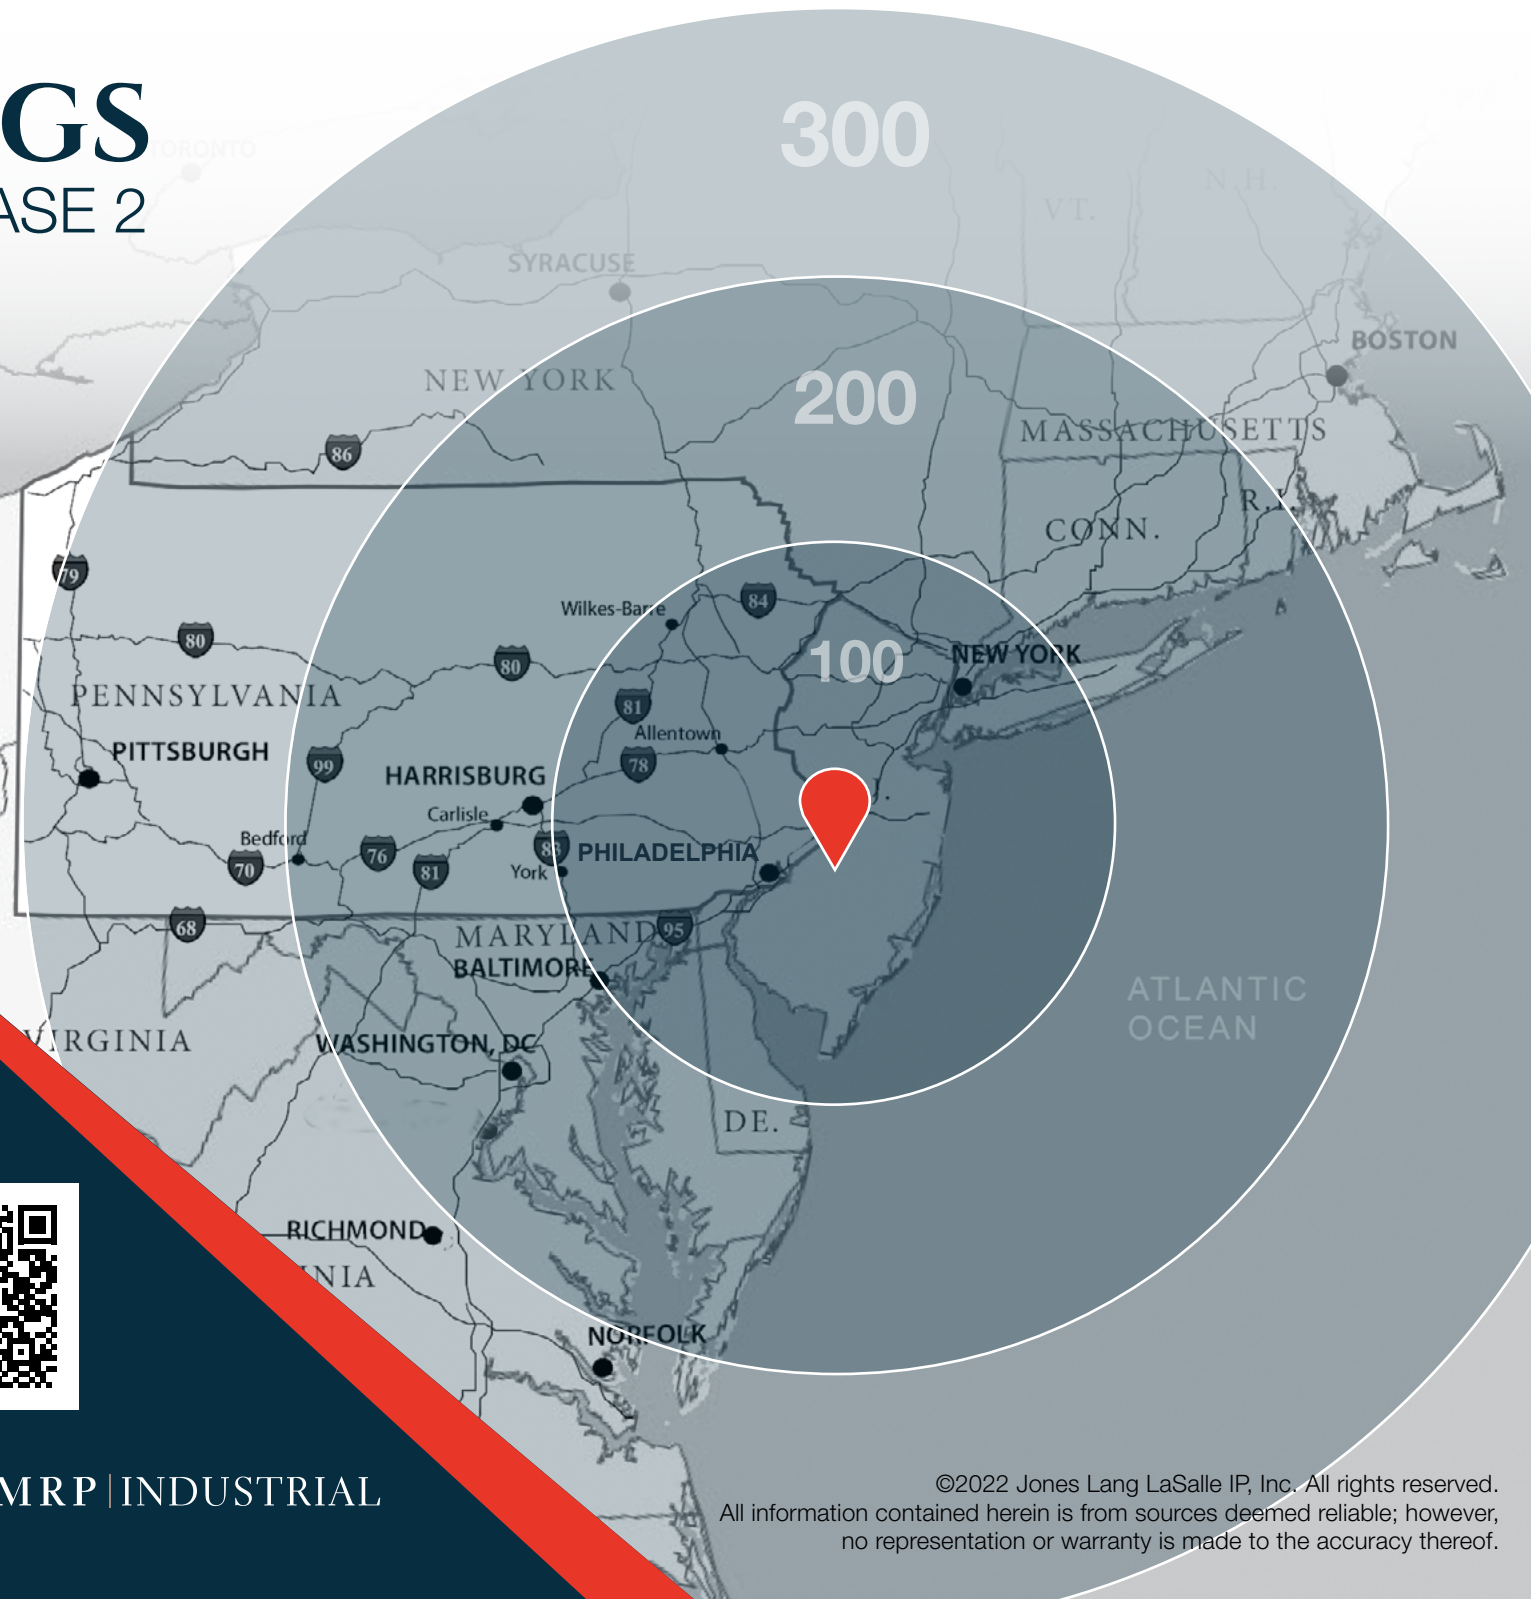 GS
ASE 2
TORONTO
300
N.H.
VT.
SYRACUSE
BOSTON
NEW YORK
200
MASSACHUSETTS
86
R.I.
CONN.
79
84
Wilkes-Barre
80
80
100
NEW YORK
PENNSYLVANIA
81
Allentown
PITTSBURGH
99
78
HARRISBURG
J.
Carlisle
Bedford
76
83
PHILADELPHIA
70
81
York
68
MARYLAND
95
BALTIMORE
ATLANTIC
OCEAN
VIRGINIA
WASHINGTON, DC
DE.
RICHMOND
INIA
NORFOLK
MRP|INDUSTRIAL
©2022 Jones Lang LaSalle IP, Inc. All rights reserved.
All information contained herein is from sources deemed reliable; however,
no representation or warranty is made to the accuracy thereof.